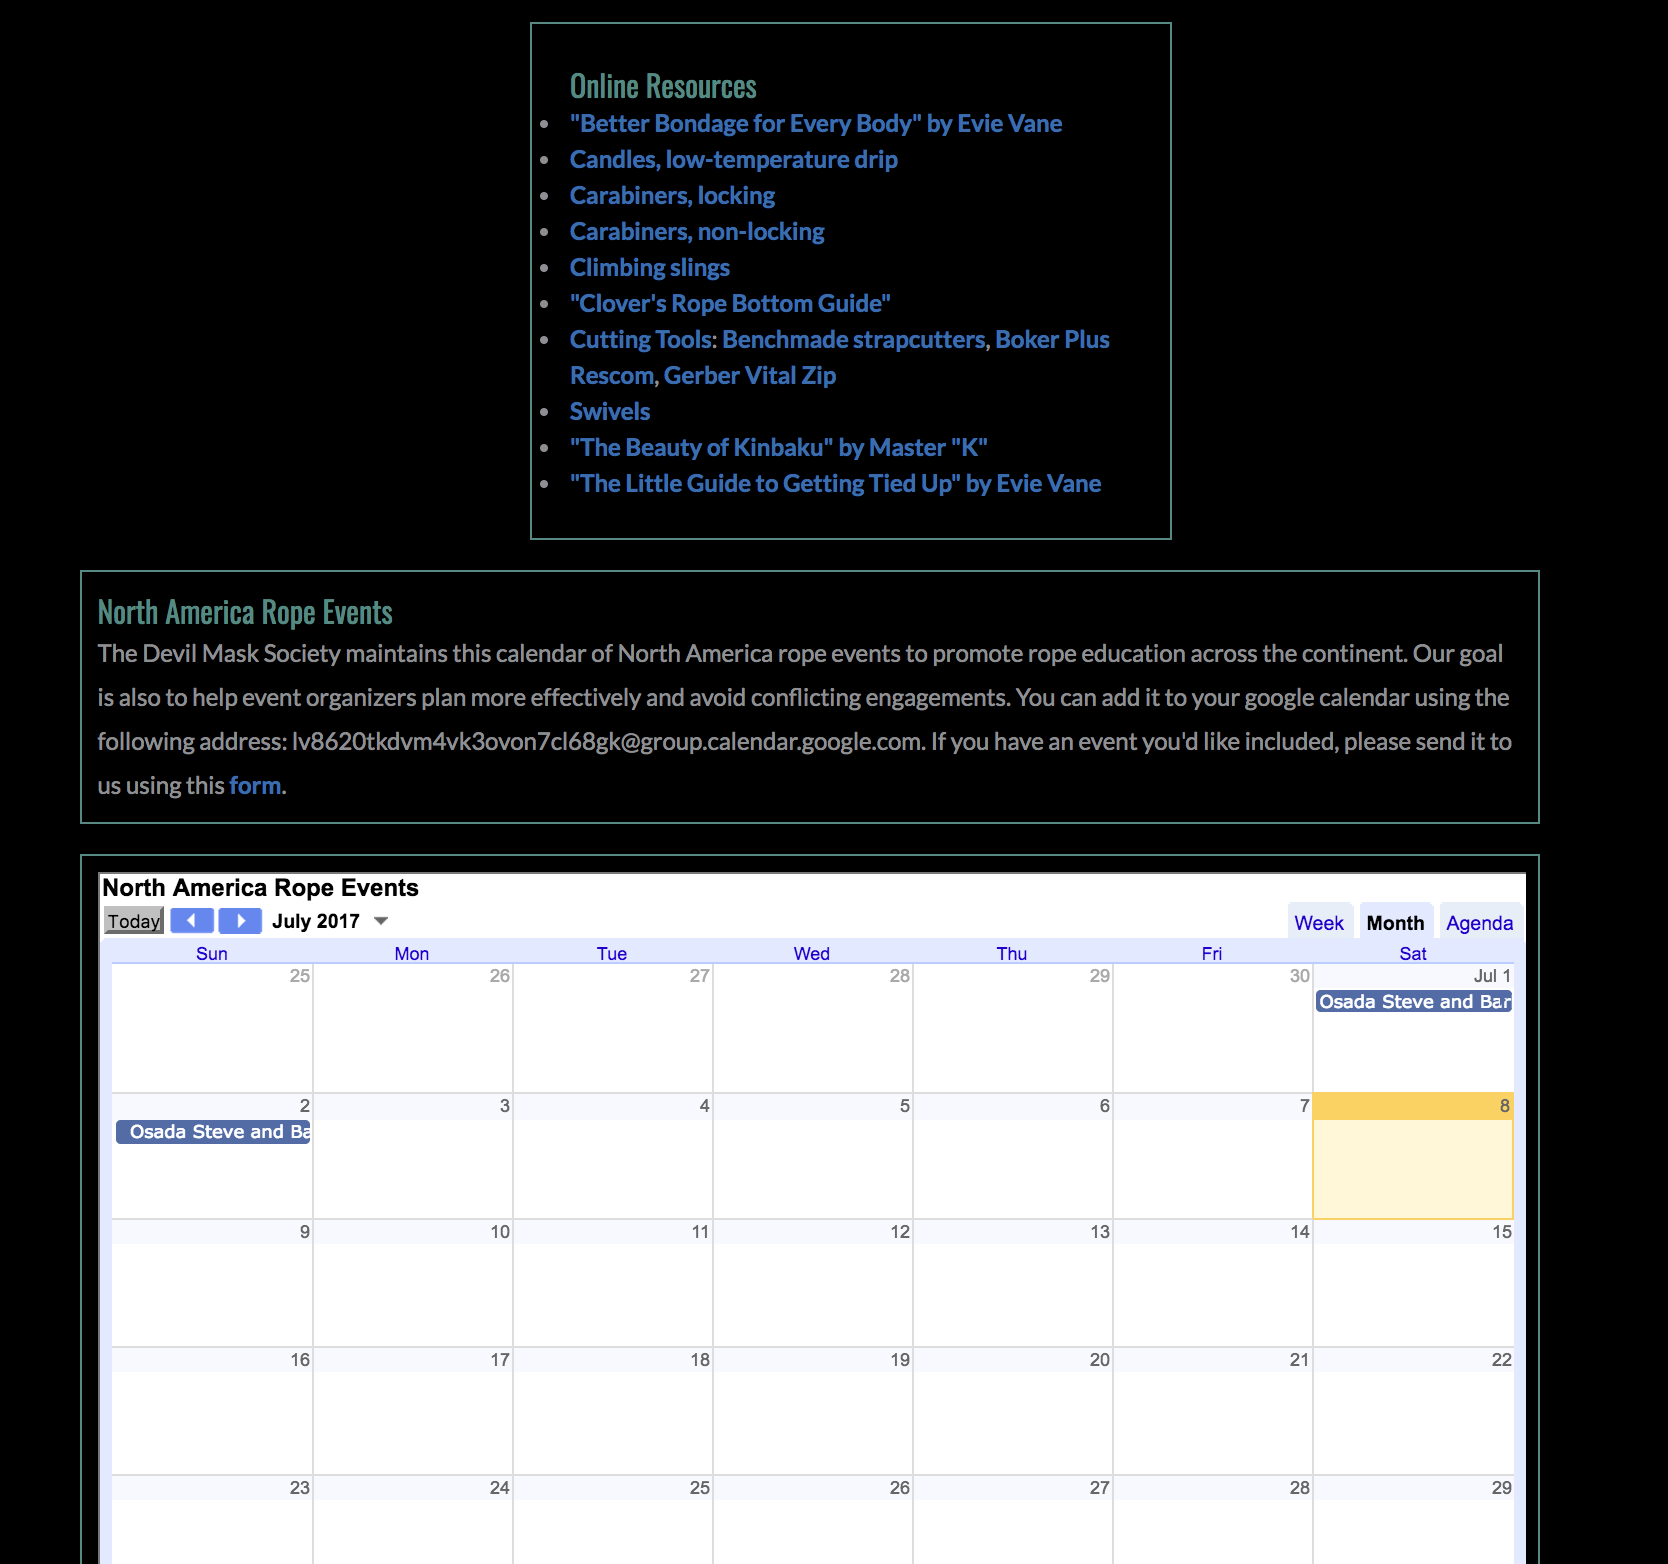 Online Resources
"Better Bondage for Every Body" by Evie Vane
Candles, low-temperature drip
Carabiners, locking
Carabiners, non-locking
Climbing slings
"Clover's Rope Bottom Guide"
Cutting Tools: Benchmade strapcutters, Boker Plus
Rescom, Gerber Vital Zip
Swivels
"The Beauty of Kinbaku" by Master "K"
"The Little Guide to Getting Tied Up" by Evie Vane
North America Rope Events
The Devil Mask Society maintains this calendar of North America rope events to promote rope education across the continent. Our goal
is also to help event organizers plan more effectively and avoid conflicting engagements. You can add it to your google calendar using the
following address: lv8620tkdvm4vk3ovon7cl68gk@group.calendar.google.com. If you have an event you'd like included, please send it to
us using this form.
North America Rope Events
Today July 2017 Week Month Agenda
Sun Mon Tue Wed Thu Fri Sat
25 26 27 28 29 30 Jul 1
Osada Steve and Bar
2 3 4 5 6 7 8
Osada Steve and Ba
9 10 11 12 13 14 15
16 17 18 19 20 21 22
23 24 25 26 27 28 29